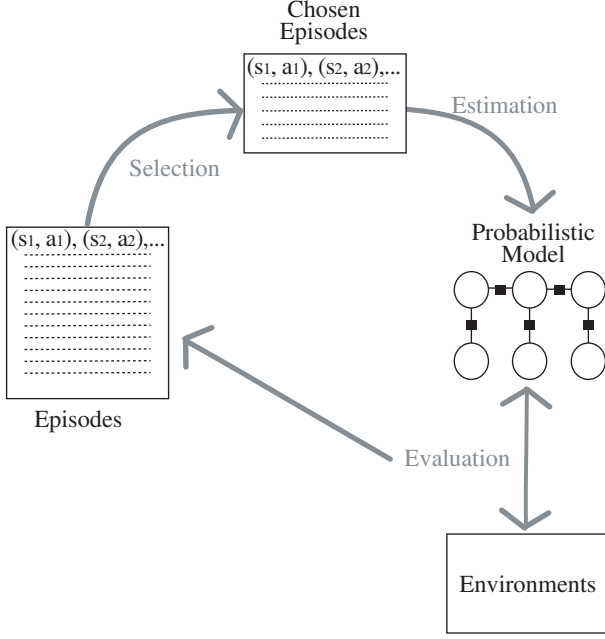 Chosen
Episodes
(s1, a1), (s2, a2),...
Estimation
Selection
(s1, a1), (s2, a2),...
Probabilistic
Model
Episodes
Evaluation
Environments